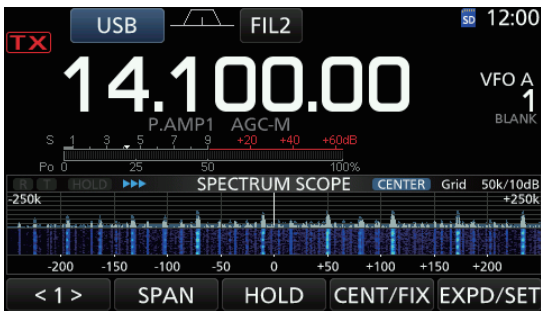 USB FIL2 SD 12:00
TX
14.100.00
VFO A
1
BLANK
P.AMP1 AGC-M
S 1 3 5 7 9 +20 +40 +60dB
Po 0 25 50 100%
R T HOLD SPECTRUM SCOPE CENTER Grid 50k/10dB
-250k +250k
-200 -150 -100 -50 0 +50 +100 +150 +200
< 1 > SPAN HOLD CENT/FIX EXPD/SET